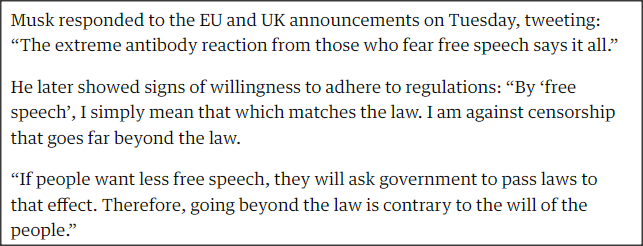 Musk responded to the EU and UK announcements on Tuesday, tweeting:
“The extreme antibody reaction from those who fear free speech says it all.”
He later showed signs of willingness to adhere to regulations: “By ‘free
speech’, I simply mean that which matches the law. I am against censorship
that goes far beyond the law.
“If people want less free speech, they will ask government to pass laws to
that effect. Therefore, going beyond the law is contrary to the will of the
people.”